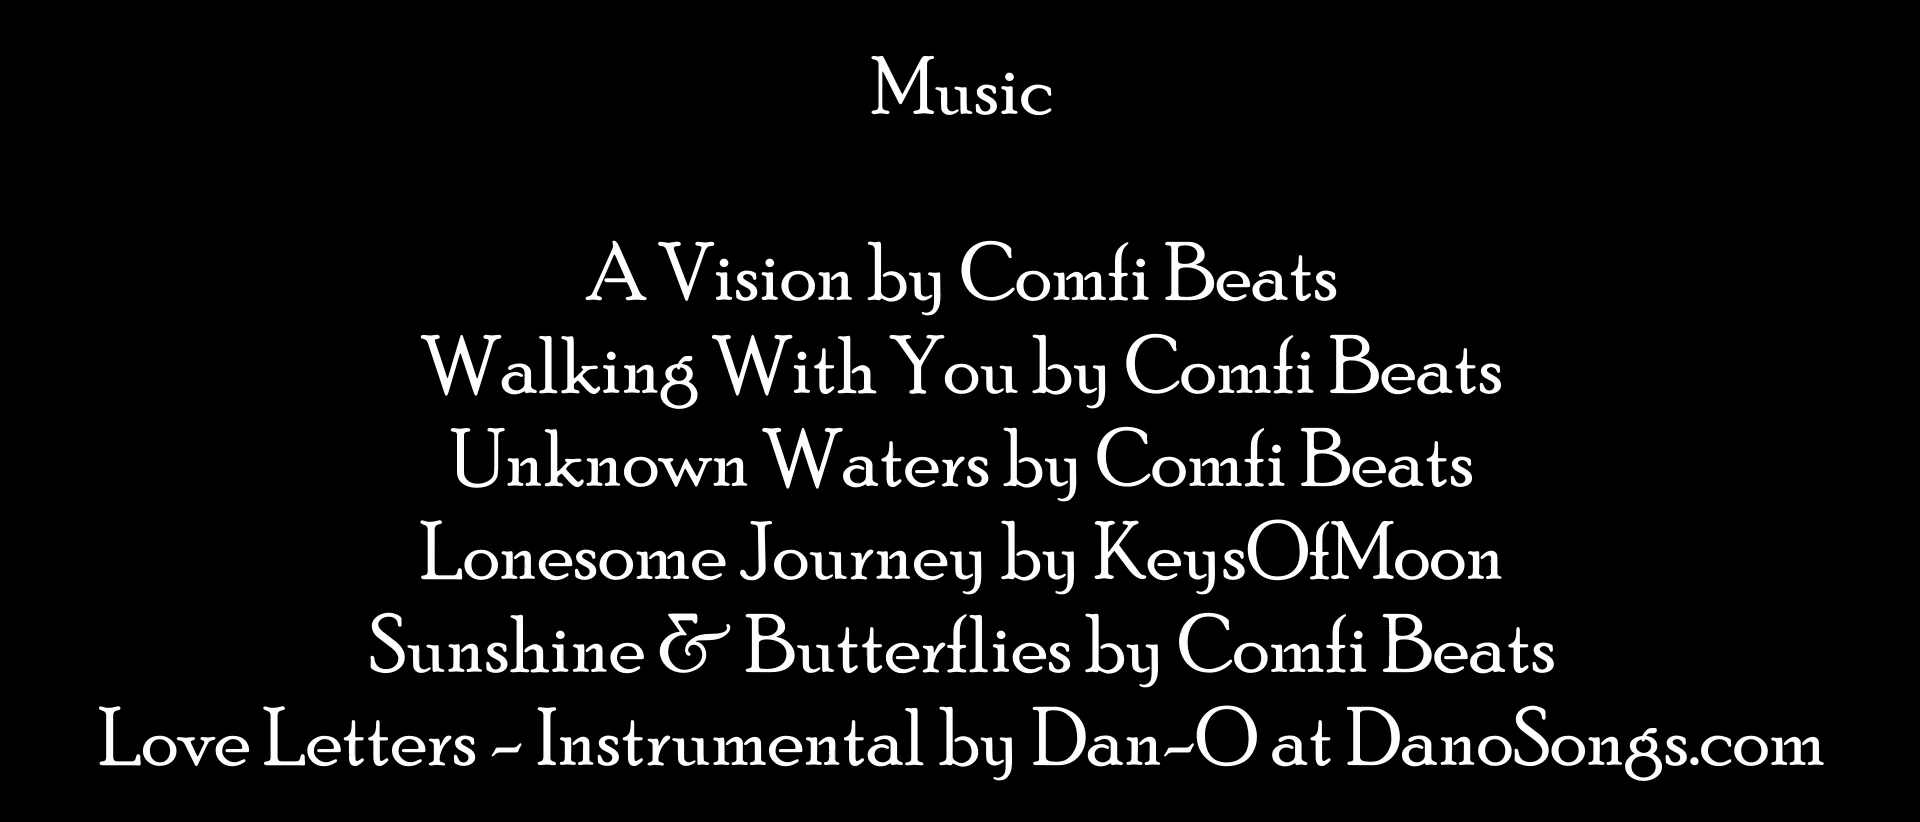 Music
A Vision by Comfi Beats
Walking With You by Comfi Beats
Unknown Waters by Comfi Beats
Lonesome Journey by KeysOfMoon
Sunshine & Butterflies by Comfi Beats
Love Letters - Instrumental by Dan-O at DanoSongs.com